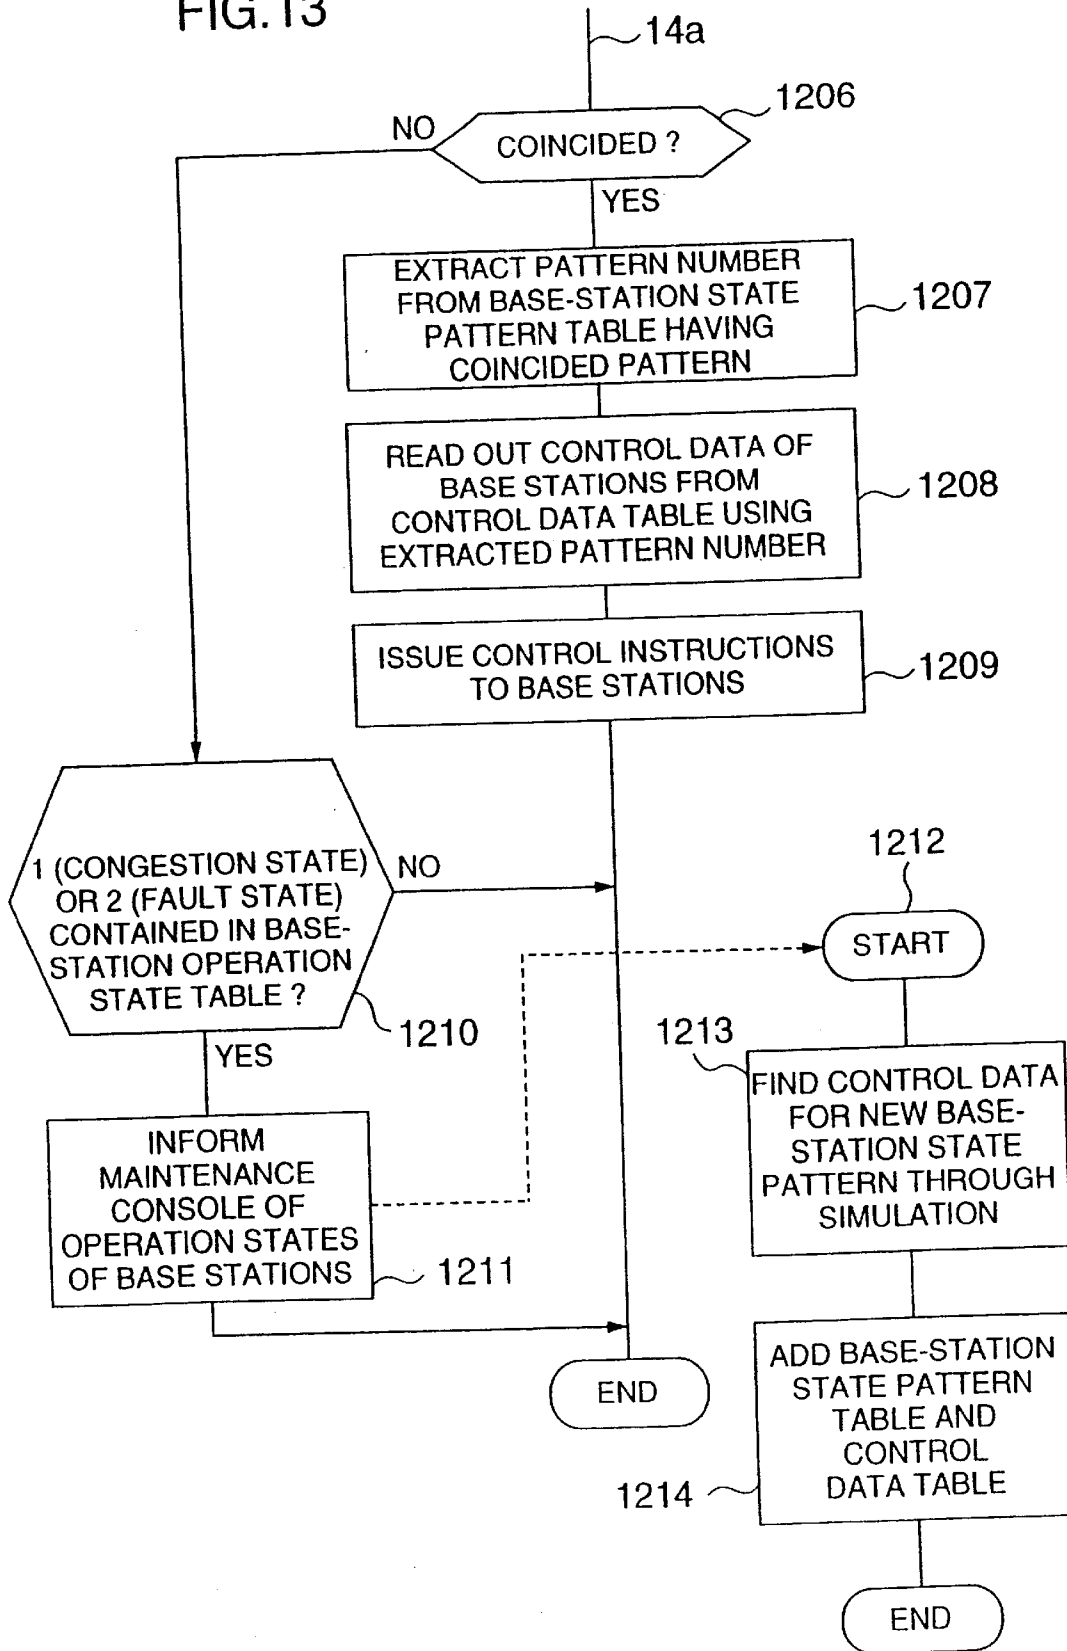 FIG.13
14a
1206
NO
COINCIDED ?
YES
EXTRACT PATTERN NUMBER
FROM BASE-STATION STATE
PATTERN TABLE HAVING
COINCIDED PATTERN
1207
READ OUT CONTROL DATA OF
BASE STATIONS FROM
CONTROL DATA TABLE USING
EXTRACTED PATTERN NUMBER
1208
ISSUE CONTROL INSTRUCTIONS
TO BASE STATIONS
1209
1 (CONGESTION STATE)
OR 2 (FAULT STATE)
CONTAINED IN BASE-
STATION OPERATION
STATE TABLE ?
NO
1210
YES
INFORM
MAINTENANCE
CONSOLE OF
OPERATION STATES
OF BASE STATIONS
1211
END
1212
START
1213
FIND CONTROL DATA
FOR NEW BASE-
STATION STATE
PATTERN THROUGH
SIMULATION
ADD BASE-STATION
STATE PATTERN
TABLE AND
CONTROL
DATA TABLE
1214
END